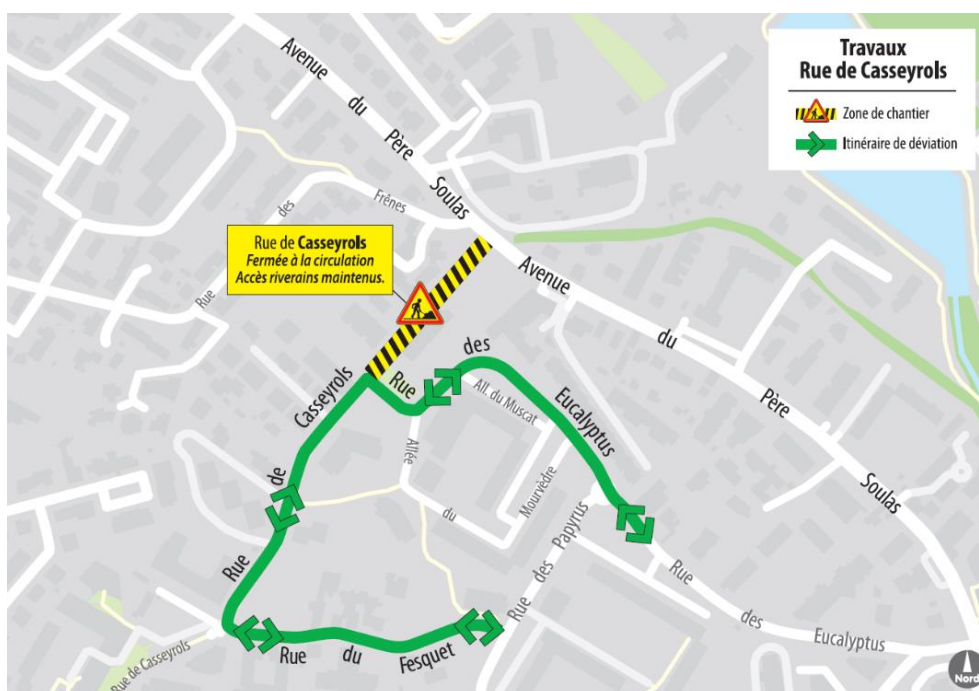 Travaux
Rue de Casseyrols
Zone de chantier
Itinéraire de déviation
Avenue
du
Père
Soulas
Rue
des
Frênes
Rue de Casseyrols
Fermée à la circulation
Accès riverains maintenus.
Avenue
du
Père
Soulas
Rue
de
Casseyrols
Rue
des
Eucalyptus
All. du Muscat
Allée
du
Mourvèdre
Rue
des
Papyrus
Rue
des
Eucalyptus
Rue
du
Fesquet
Rue de Casseyrols
Nord